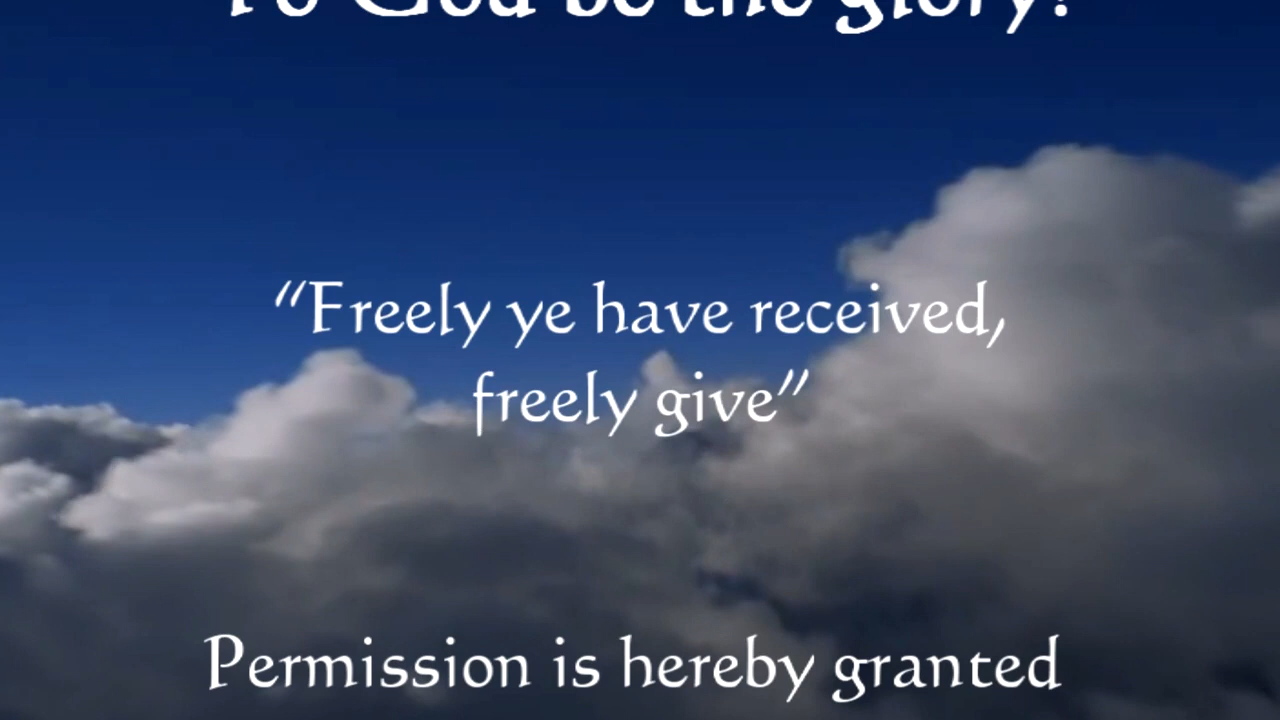 To God be the glory!
“Freely ye have received,
freely give”
Permission is hereby granted